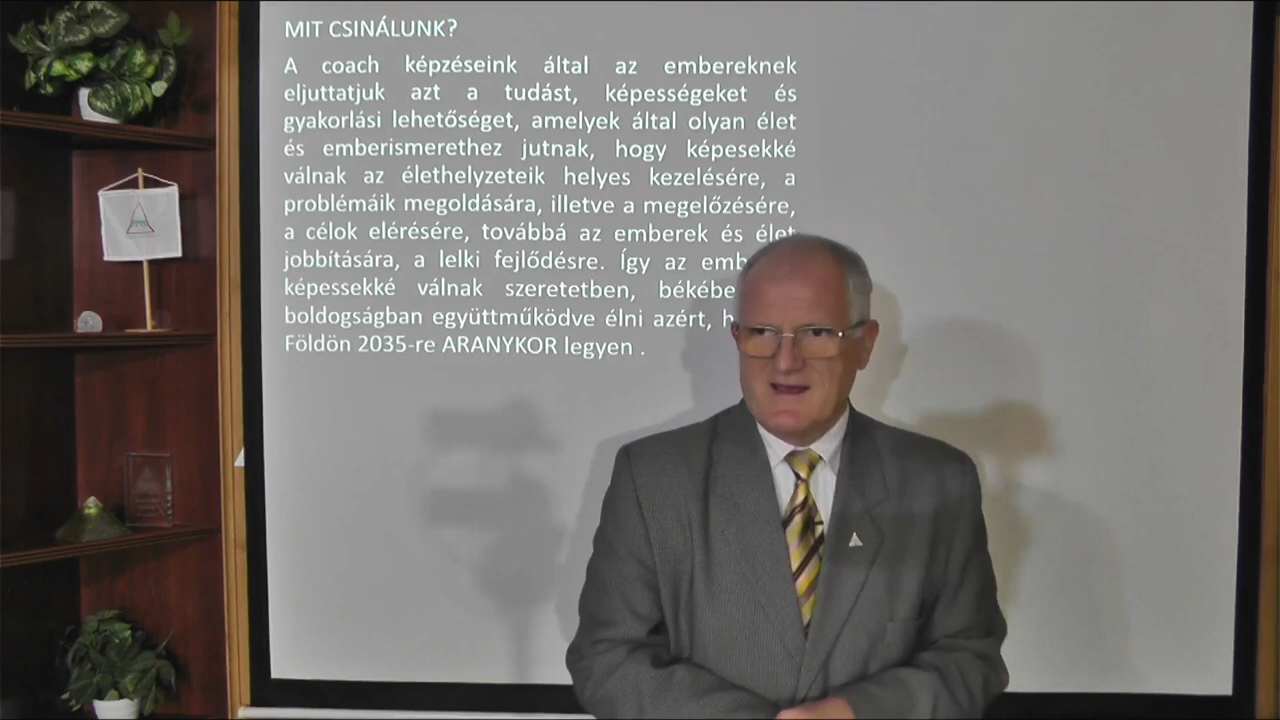 MIT CSINÁLUNK?
A coach képzéseink által az embereknek
eljuttatjuk azt a tudást, képességeket és
gyakorlási lehetőséget, amelyek által olyan élet
és emberismerethez jutnak, hogy képesekké
válnak az élethelyzeteik helyes kezelésére, a
problémáik megoldására, illetve a megelőzésére,
a célok elérésére, továbbá az emberek és élet
jobbítására, a lelki fejlődésre. Így az
képessekké válnak szeretetben,
boldogságban együttműködve élni azért,
Földön 2035-re ARANYKOR legyen .